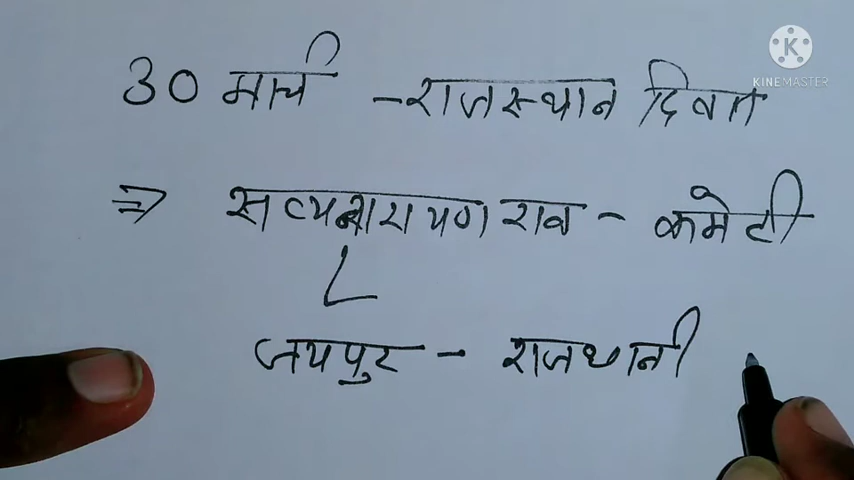 30 मार्च - राजस्थान दिवस
⇒ सत्यनारायण राव - कमेटी
जयपुर - राजधानी
KINEMASTER